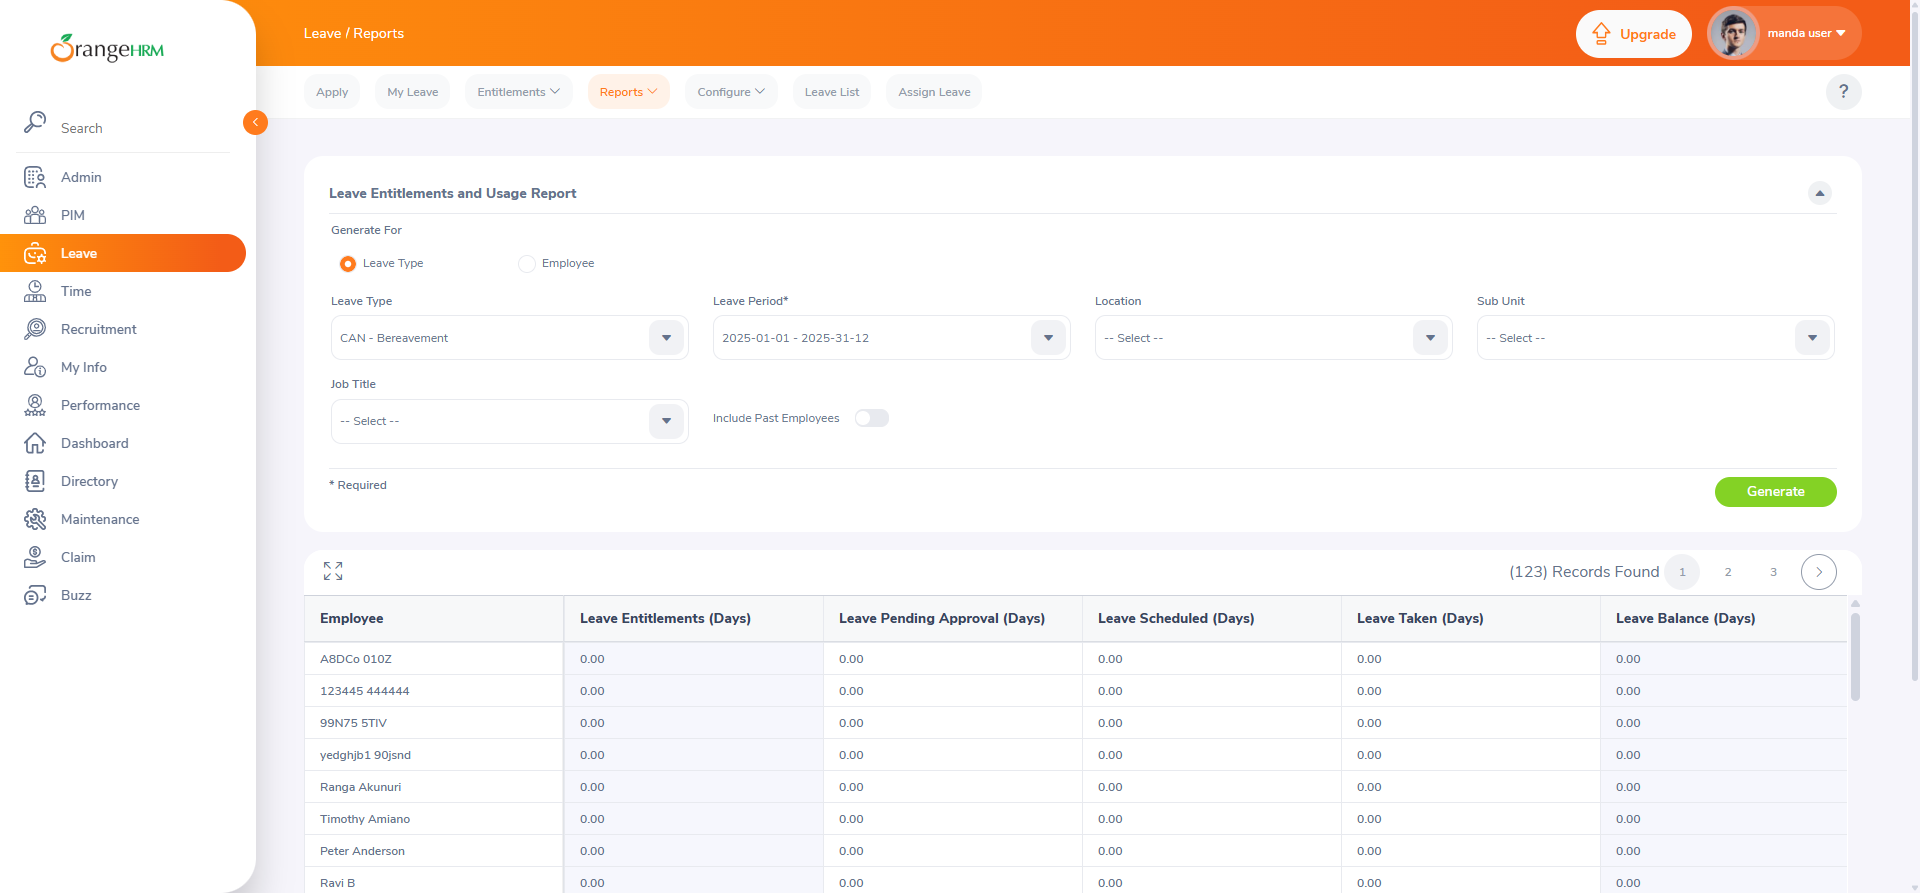 OrangeHRM
Leave / Reports
Upgrade
manda user
Search
Admin
PIM
Leave
Time
Recruitment
My Info
Performance
Dashboard
Directory
Maintenance
Claim
Buzz
Apply
My Leave
Entitlements
Reports
Configure
Leave List
Assign Leave
?
Leave Entitlements and Usage Report
Generate For
Leave Type
Employee
Leave Type
Leave Period*
Location
Sub Unit
CAN - Bereavement
2025-01-01 - 2025-31-12
-- Select --
-- Select --
Job Title
-- Select --
Include Past Employees
* Required
Generate
(123) Records Found
1
2
3
Employee Leave Entitlements (Days) Leave Pending Approval (Days) Leave Scheduled (Days) Leave Taken (Days) Leave Balance (Days)
A8DCo 010Z 0.00 0.00 0.00 0.00 0.00
123445 444444 0.00 0.00 0.00 0.00 0.00
99N75 5TIV 0.00 0.00 0.00 0.00 0.00
yedghjb1 90jsnd 0.00 0.00 0.00 0.00 0.00
Ranga Akunuri 0.00 0.00 0.00 0.00 0.00
Timothy Amiano 0.00 0.00 0.00 0.00 0.00
Peter Anderson 0.00 0.00 0.00 0.00 0.00
Ravi B 0.00 0.00 0.00 0.00 0.00